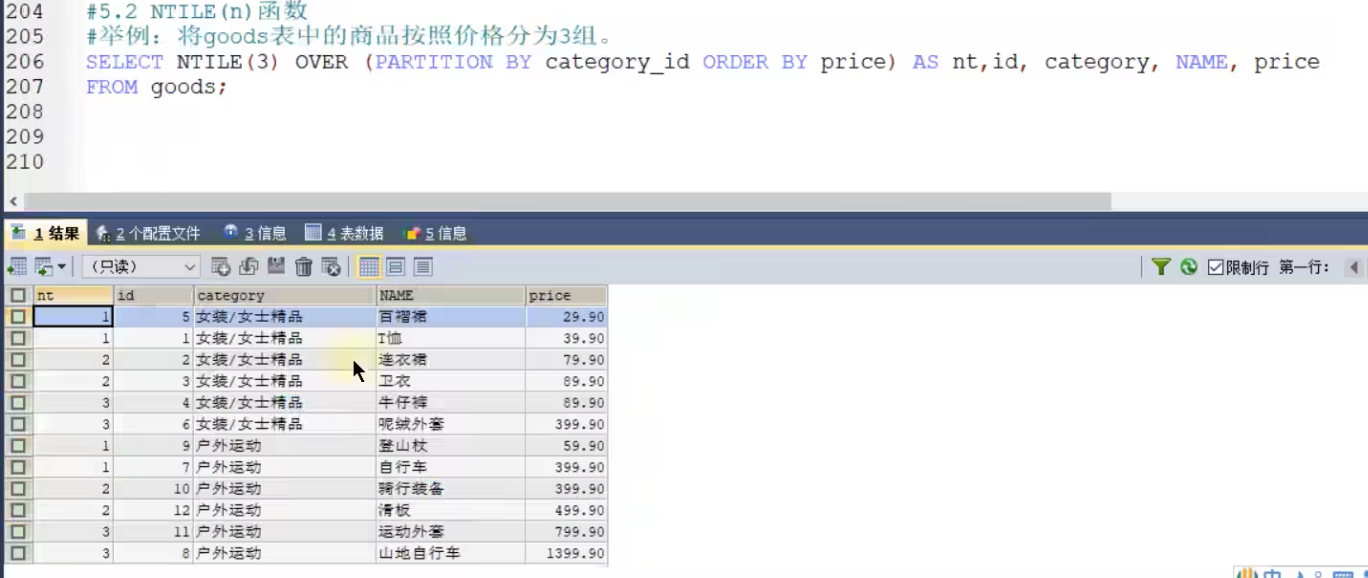 204 #5.2 NTILE(n)函数
205 #举例：将goods表中的商品按照价格分为3组。
206 SELECT NTILE(3) OVER (PARTITION BY category_id ORDER BY price) AS nt,id, category, NAME, price
207 FROM goods;
208
209
210
1 结果 2 个配置文件 3 信息 4 表数据 5 信息
（只读） 限制行 第一行:
nt id category NAME price
1 5 女装/女士精品 百褶裙 29.90
1 1 女装/女士精品 T恤 39.90
2 2 女装/女士精品 连衣裙 79.90
2 3 女装/女士精品 卫衣 89.90
3 4 女装/女士精品 牛仔裤 89.90
3 6 女装/女士精品 呢绒外套 399.90
1 9 户外运动 登山杖 59.90
1 7 户外运动 自行车 399.90
2 10 户外运动 骑行装备 399.90
2 12 户外运动 滑板 499.90
3 11 户外运动 运动外套 799.90
3 8 户外运动 山地自行车 1399.90